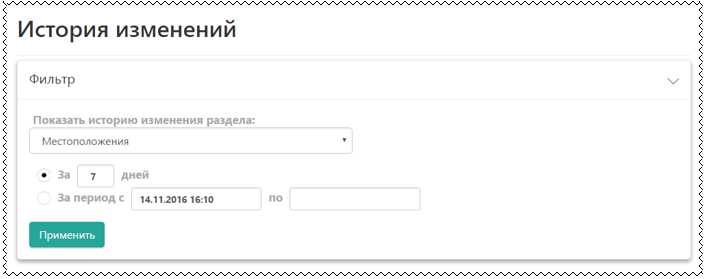 История изменений
Фильтр
Показать историю изменения раздела:
Местоположения
За 7 дней
За период с 14.11.2016 16:10 по
Применить